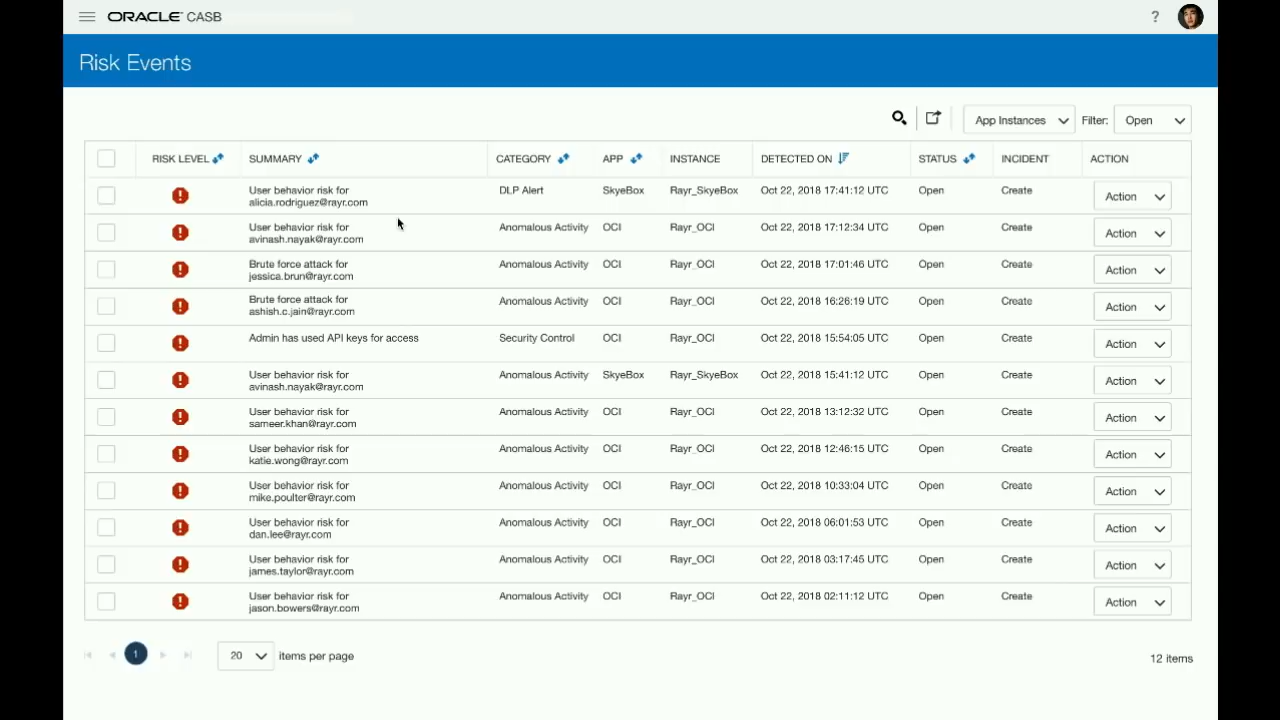 ORACLE CASB ?
Risk Events
App Instances Filter: Open
RISK LEVEL SUMMARY CATEGORY APP INSTANCE DETECTED ON STATUS INCIDENT ACTION
User behavior risk for DLP Alert SkyeBox Rayr_SkyeBox Oct 22, 2018 17:41:12 UTC Open Create Action
alicia.rodriguez@rayr.com
User behavior risk for Anomalous Activity OCI Rayr_OCI Oct 22, 2018 17:12:34 UTC Open Create Action
avinash.nayak@rayr.com
Brute force attack for Anomalous Activity OCI Rayr_OCI Oct 22, 2018 17:01:46 UTC Open Create Action
jessica.brun@rayr.com
Brute force attack for Anomalous Activity OCI Rayr_OCI Oct 22, 2018 16:26:19 UTC Open Create Action
ashish.c.jain@rayr.com
Admin has used API keys for access Security Control OCI Rayr_OCI Oct 22, 2018 15:54:05 UTC Open Create Action
User behavior risk for Anomalous Activity SkyeBox Rayr_SkyeBox Oct 22, 2018 15:41:12 UTC Open Create Action
avinash.nayak@rayr.com
User behavior risk for Anomalous Activity OCI Rayr_OCI Oct 22, 2018 13:12:32 UTC Open Create Action
sameer.khan@rayr.com
User behavior risk for Anomalous Activity OCI Rayr_OCI Oct 22, 2018 12:46:15 UTC Open Create Action
katie.wong@rayr.com
User behavior risk for Anomalous Activity OCI Rayr_OCI Oct 22, 2018 10:33:04 UTC Open Create Action
mike.poulter@rayr.com
User behavior risk for Anomalous Activity OCI Rayr_OCI Oct 22, 2018 06:01:53 UTC Open Create Action
dan.lee@rayr.com
User behavior risk for Anomalous Activity OCI Rayr_OCI Oct 22, 2018 03:17:45 UTC Open Create Action
james.taylor@rayr.com
User behavior risk for Anomalous Activity OCI Rayr_OCI Oct 22, 2018 02:11:12 UTC Open Create Action
jason.bowers@rayr.com
1 20 items per page 12 items